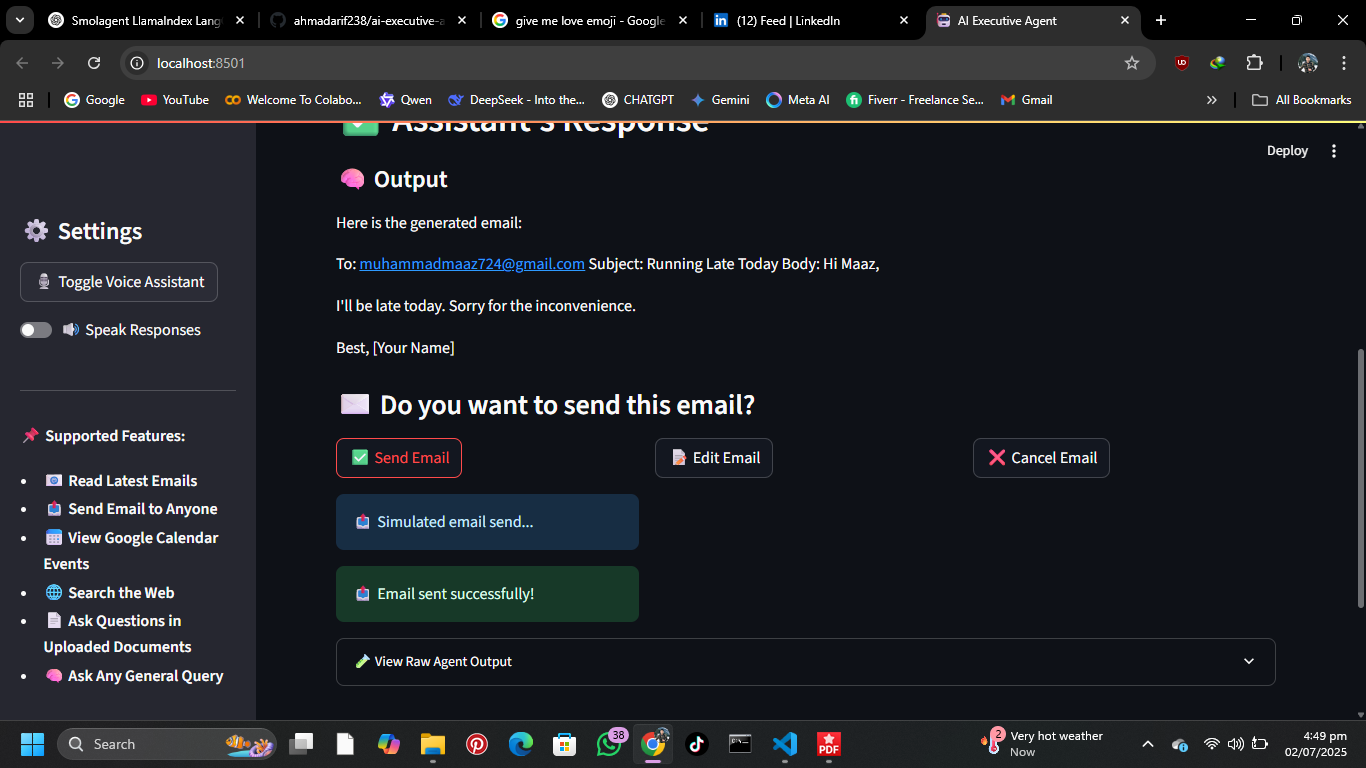 Smolagent LlamaIndex Lang
ahmadarif238/ai-executive-a
give me love emoji - Google
(12) Feed | LinkedIn
AI Executive Agent
localhost:8501
Google
YouTube
Welcome To Colabo...
Qwen
DeepSeek - Into the...
CHATGPT
Gemini
Meta AI
Fiverr - Freelance Se...
Gmail
All Bookmarks
Deploy
Settings
Toggle Voice Assistant
Speak Responses
Supported Features:
Read Latest Emails
Send Email to Anyone
View Google Calendar
Events
Search the Web
Ask Questions in
Uploaded Documents
Ask Any General Query
Assistant's Response
Output
Here is the generated email:
To: muhammadmaaz724@gmail.com Subject: Running Late Today Body: Hi Maaz,
I'll be late today. Sorry for the inconvenience.
Best, [Your Name]
Do you want to send this email?
Send Email
Edit Email
Cancel Email
Simulated email send...
Email sent successfully!
View Raw Agent Output
Search
38
PDF
2
Very hot weather
Now
4:49 pm
02/07/2025